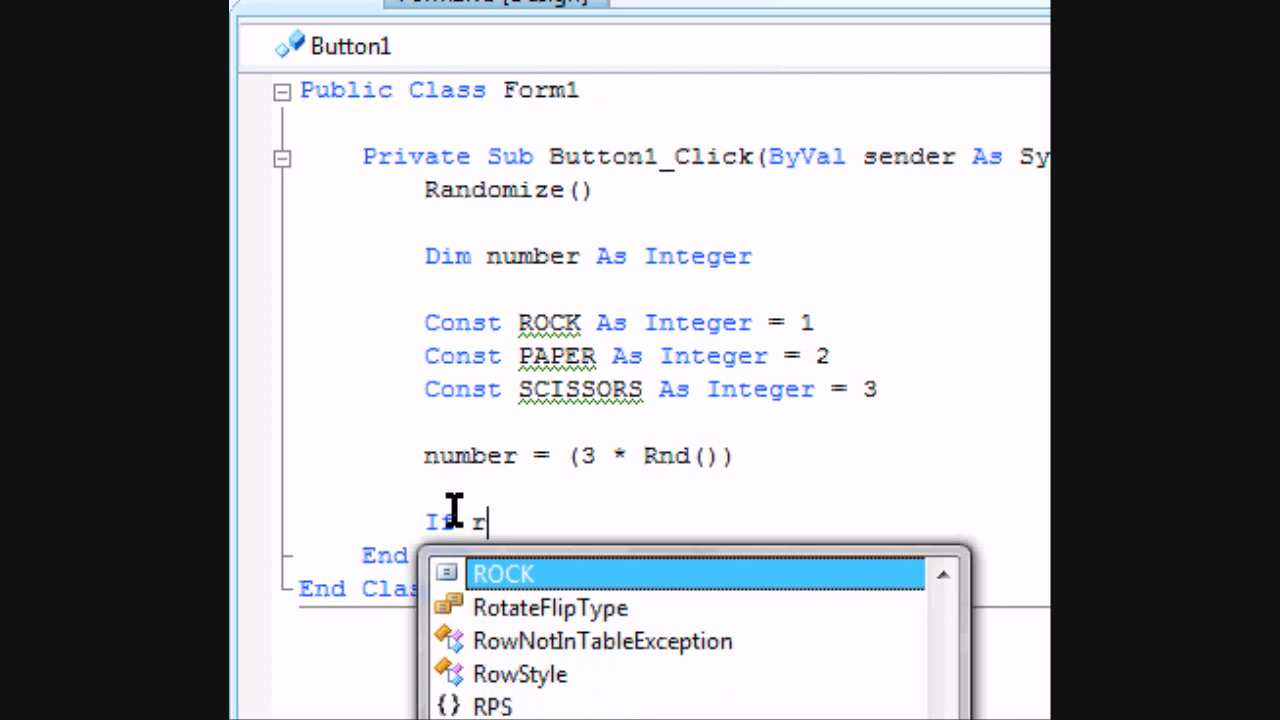 Button1
Public Class Form1
Private Sub Button1_Click(ByVal sender As Sy
Randomize()
Dim number As Integer
Const ROCK As Integer = 1
Const PAPER As Integer = 2
Const SCISSORS As Integer = 3
number = (3 * Rnd())
If r
End
ROCK
End Clas
RotateFlipType
RowNotInTableException
RowStyle
{} RPS